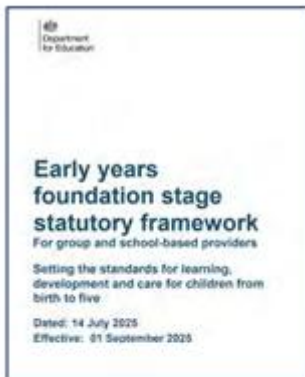 Department
for Education
Early years
foundation stage
statutory framework
For group and school-based providers
Setting the standards for learning,
development and care for children from
birth to five
Dated: 14 July 2025
Effective: 01 September 2025